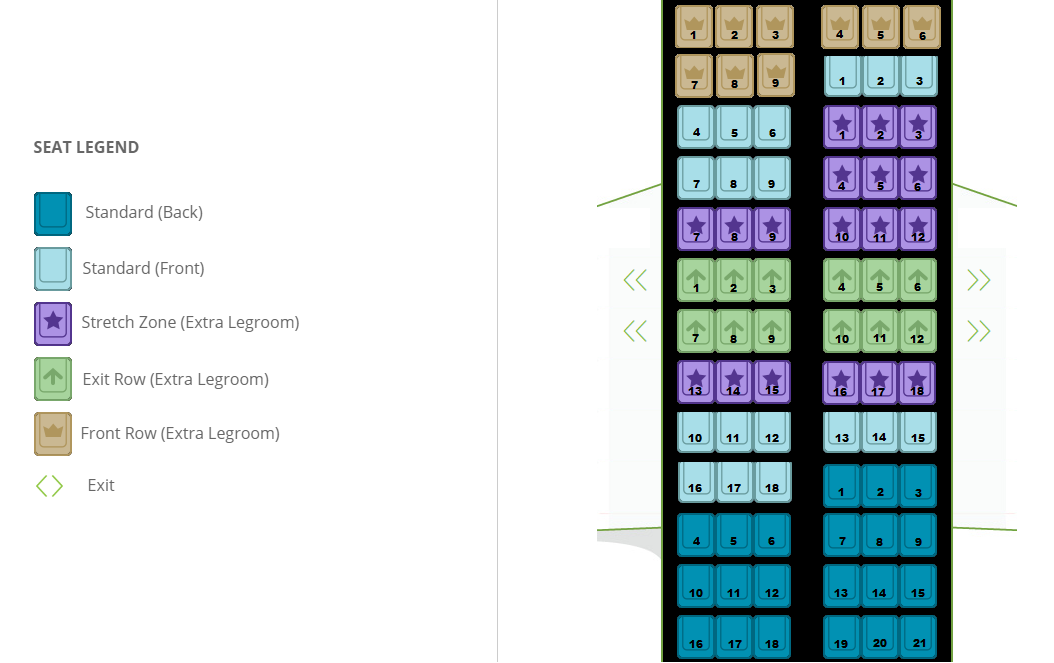 SEAT LEGEND
Standard (Back)
Standard (Front)
Stretch Zone (Extra Legroom)
Exit Row (Extra Legroom)
Front Row (Extra Legroom)
Exit
1 2 3 4 5 6
7 8 9 1 2 3
4 5 6 1 2 3
7 8 9 4 5 6
7 8 9 10 11 12
1 2 3 4 5 6
7 8 9 10 11 12
13 14 15 16 17 18
10 11 12 13 14 15
16 17 18 1 2 3
4 5 6 7 8 9
10 11 12 13 14 15
16 17 18 19 20 21